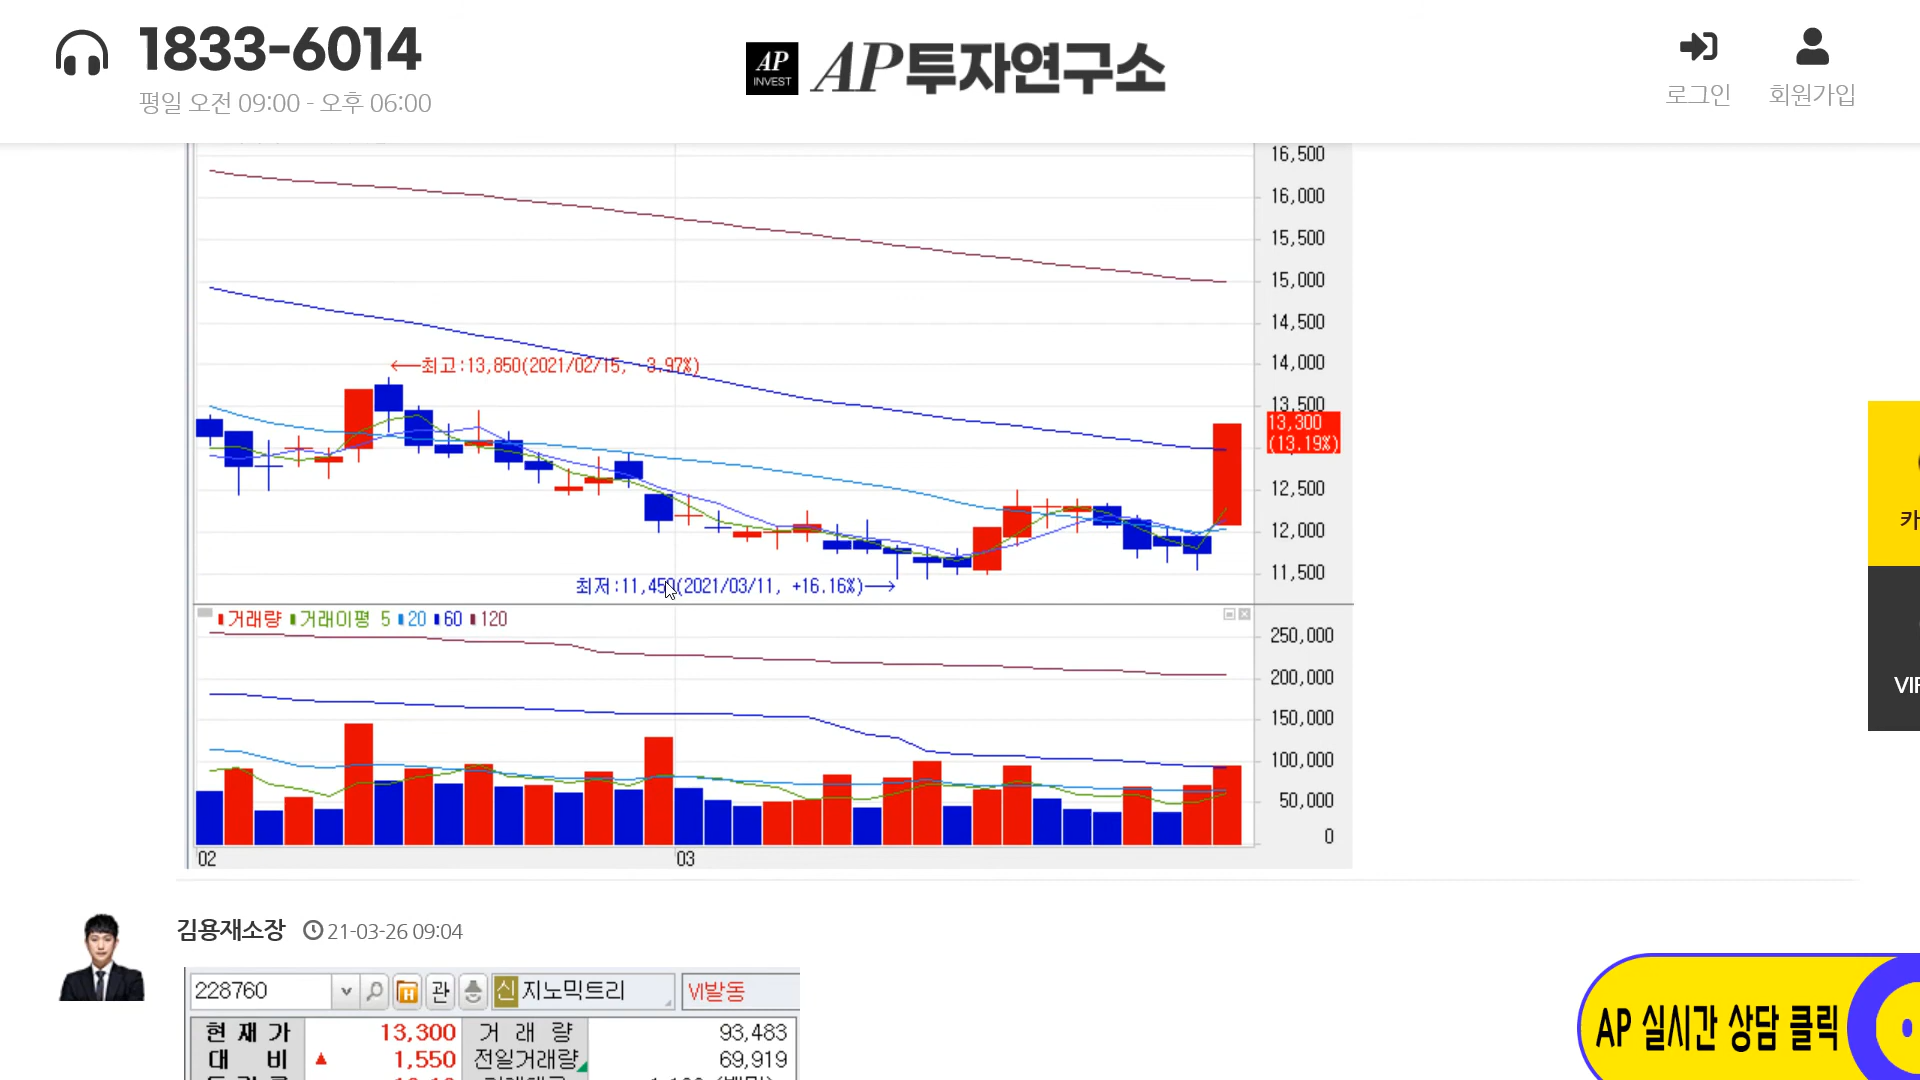 1833-6014
평일 오전 09:00 - 오후 06:00
AP
INVEST
AP투자연구소
로그인
회원가입
16,500
16,000
15,500
15,000
14,500
14,000
13,500
13,300
(13.19%)
12,500
12,000
11,500
←최고:13,850(2021/02/15, -3.97%)
최저:11,450(2021/03/11, +16.16%)→
거래량 거래이평 5 20 60 120
250,000
200,000
150,000
100,000
50,000
0
02
03
VIP
김용재소장 21-03-26 09:04
228760 관 신 지노믹트리 VI발동
현재가 13,300 거래량 93,483
대비 ▲ 1,550 전일거래량 69,919
AP 실시간 상담 클릭